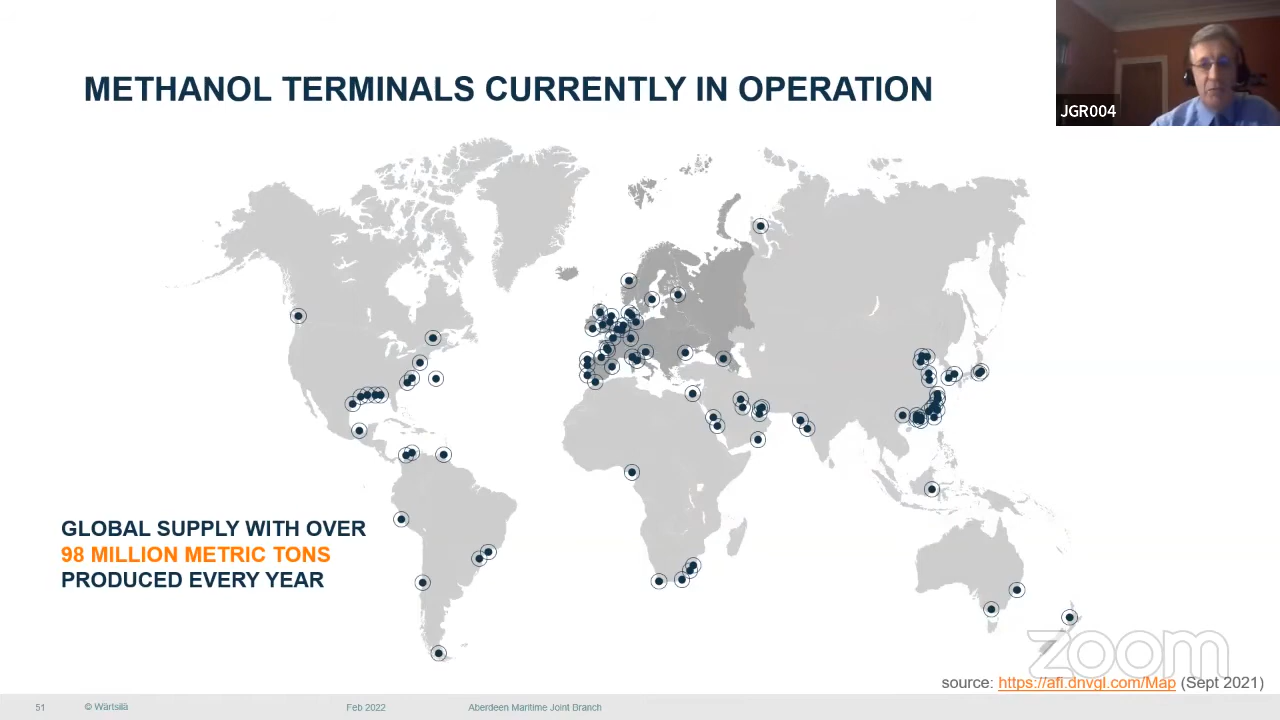 JGR004
METHANOL TERMINALS CURRENTLY IN OPERATION
GLOBAL SUPPLY WITH OVER
98 MILLION METRIC TONS
PRODUCED EVERY YEAR
zoom
source: https://afi.dnvgl.com/Map (Sept 2021)
51 © Wärtsilä Feb 2022 Aberdeen Maritime Joint Branch